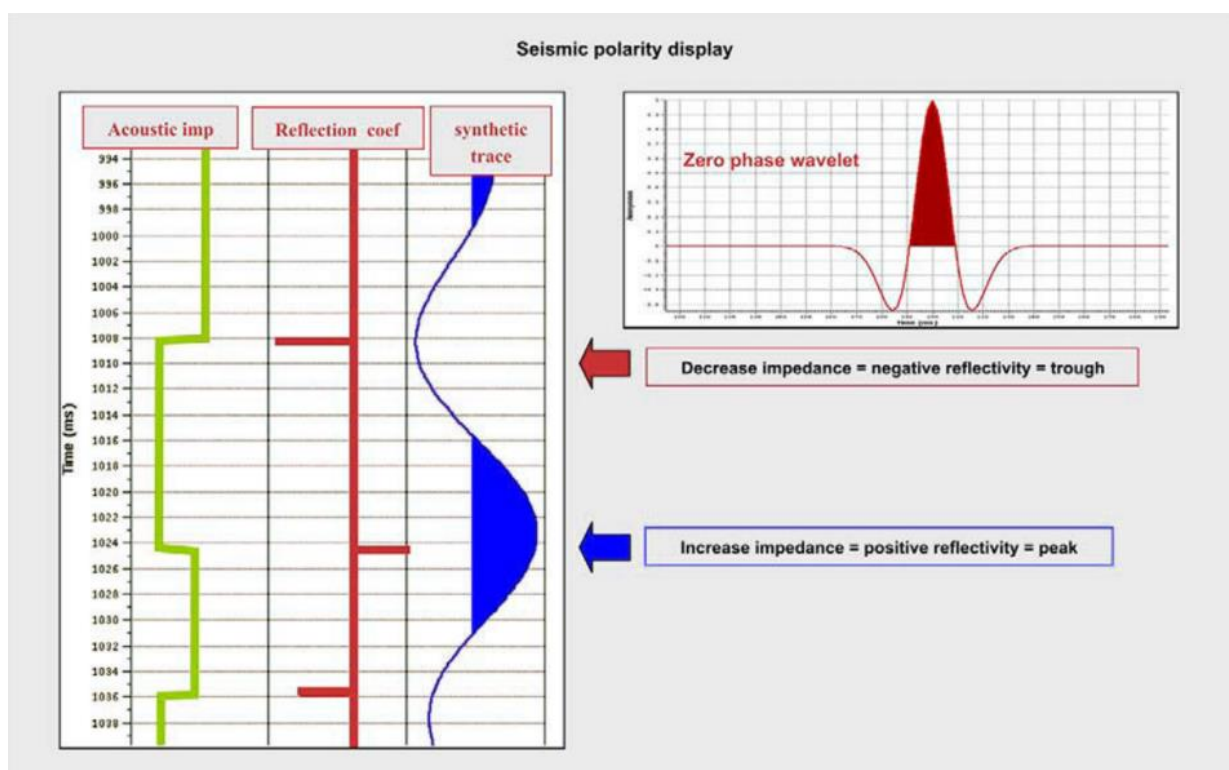 Seismic polarity display
Acoustic imp
Reflection coef
synthetic
trace
994
996
998
1000
1002
1004
1006
1008
1010
1012
1014
1016
1018
1020
1022
1024
1026
1028
1030
1032
1034
1036
1038
Time (ms)
Zero phase wavelet
Time (ms)
Decrease impedance = negative reflectivity = trough
Increase impedance = positive reflectivity = peak